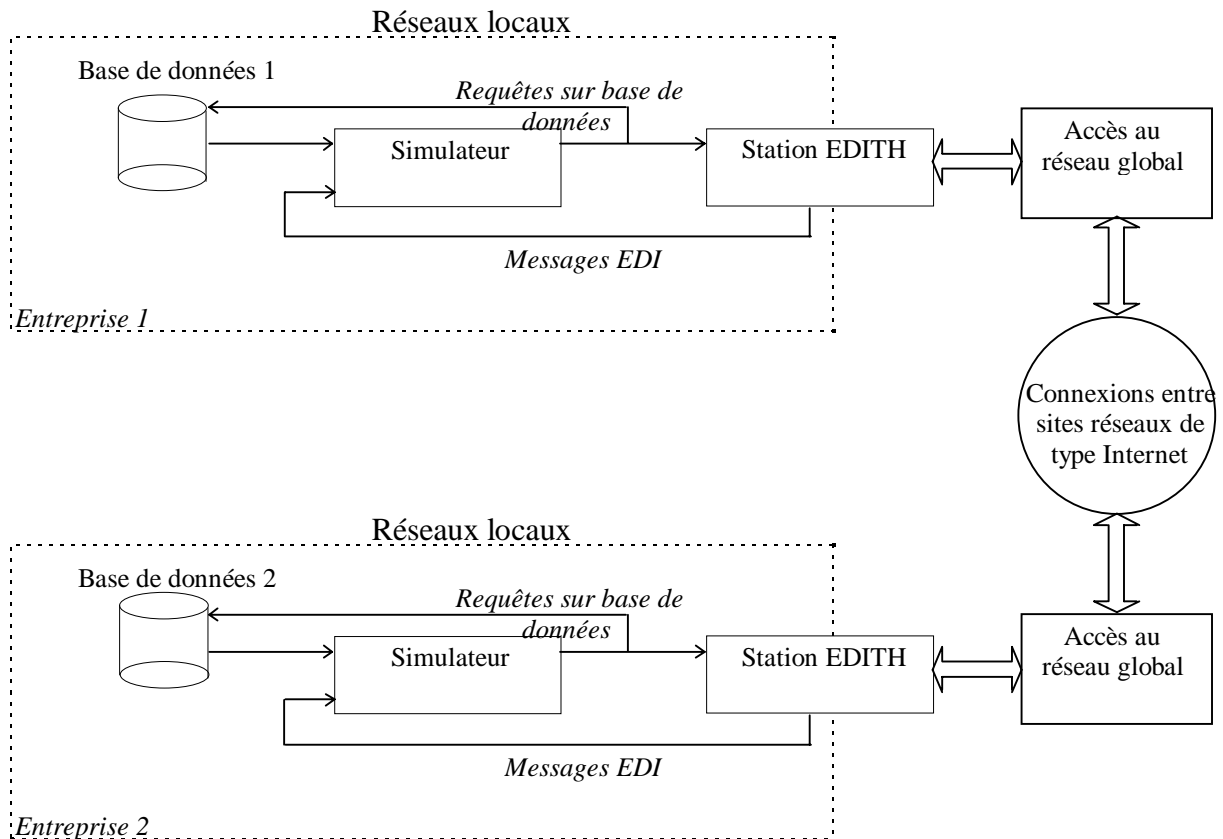 Réseaux locaux
Base de données 1
Requêtes sur base de
données
Simulateur
Station EDITH
Accès au
réseau global
Messages EDI
Entreprise 1
Connexions entre
sites réseaux de
type Internet
Réseaux locaux
Base de données 2
Requêtes sur base de
données
Simulateur
Station EDITH
Accès au
réseau global
Messages EDI
Entreprise 2